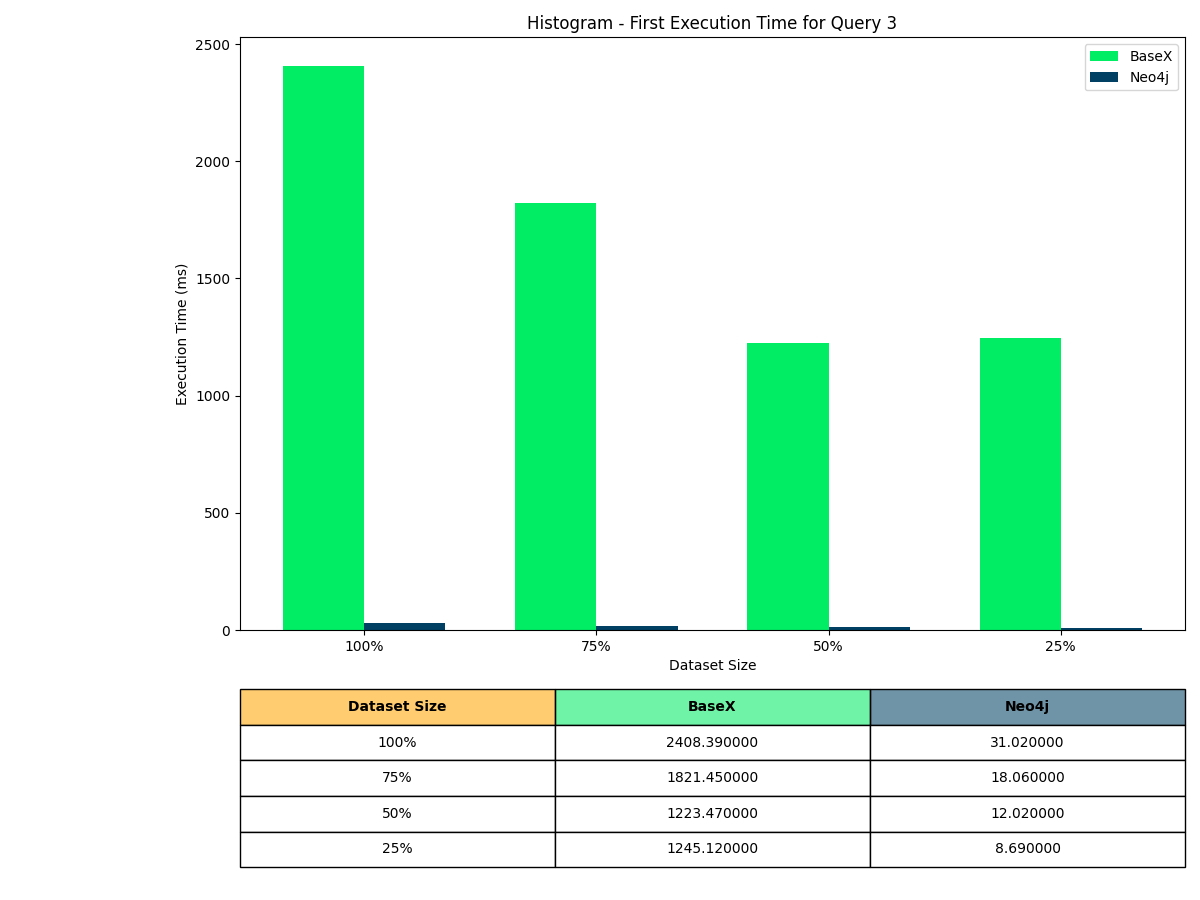 Histogram - First Execution Time for Query 3
BaseX
Neo4j
2500
2000
1500
1000
500
0
Execution Time (ms)
100% 75% 50% 25%
Dataset Size
Dataset Size BaseX Neo4j
100% 2408.390000 31.020000
75% 1821.450000 18.060000
50% 1223.470000 12.020000
25% 1245.120000 8.690000